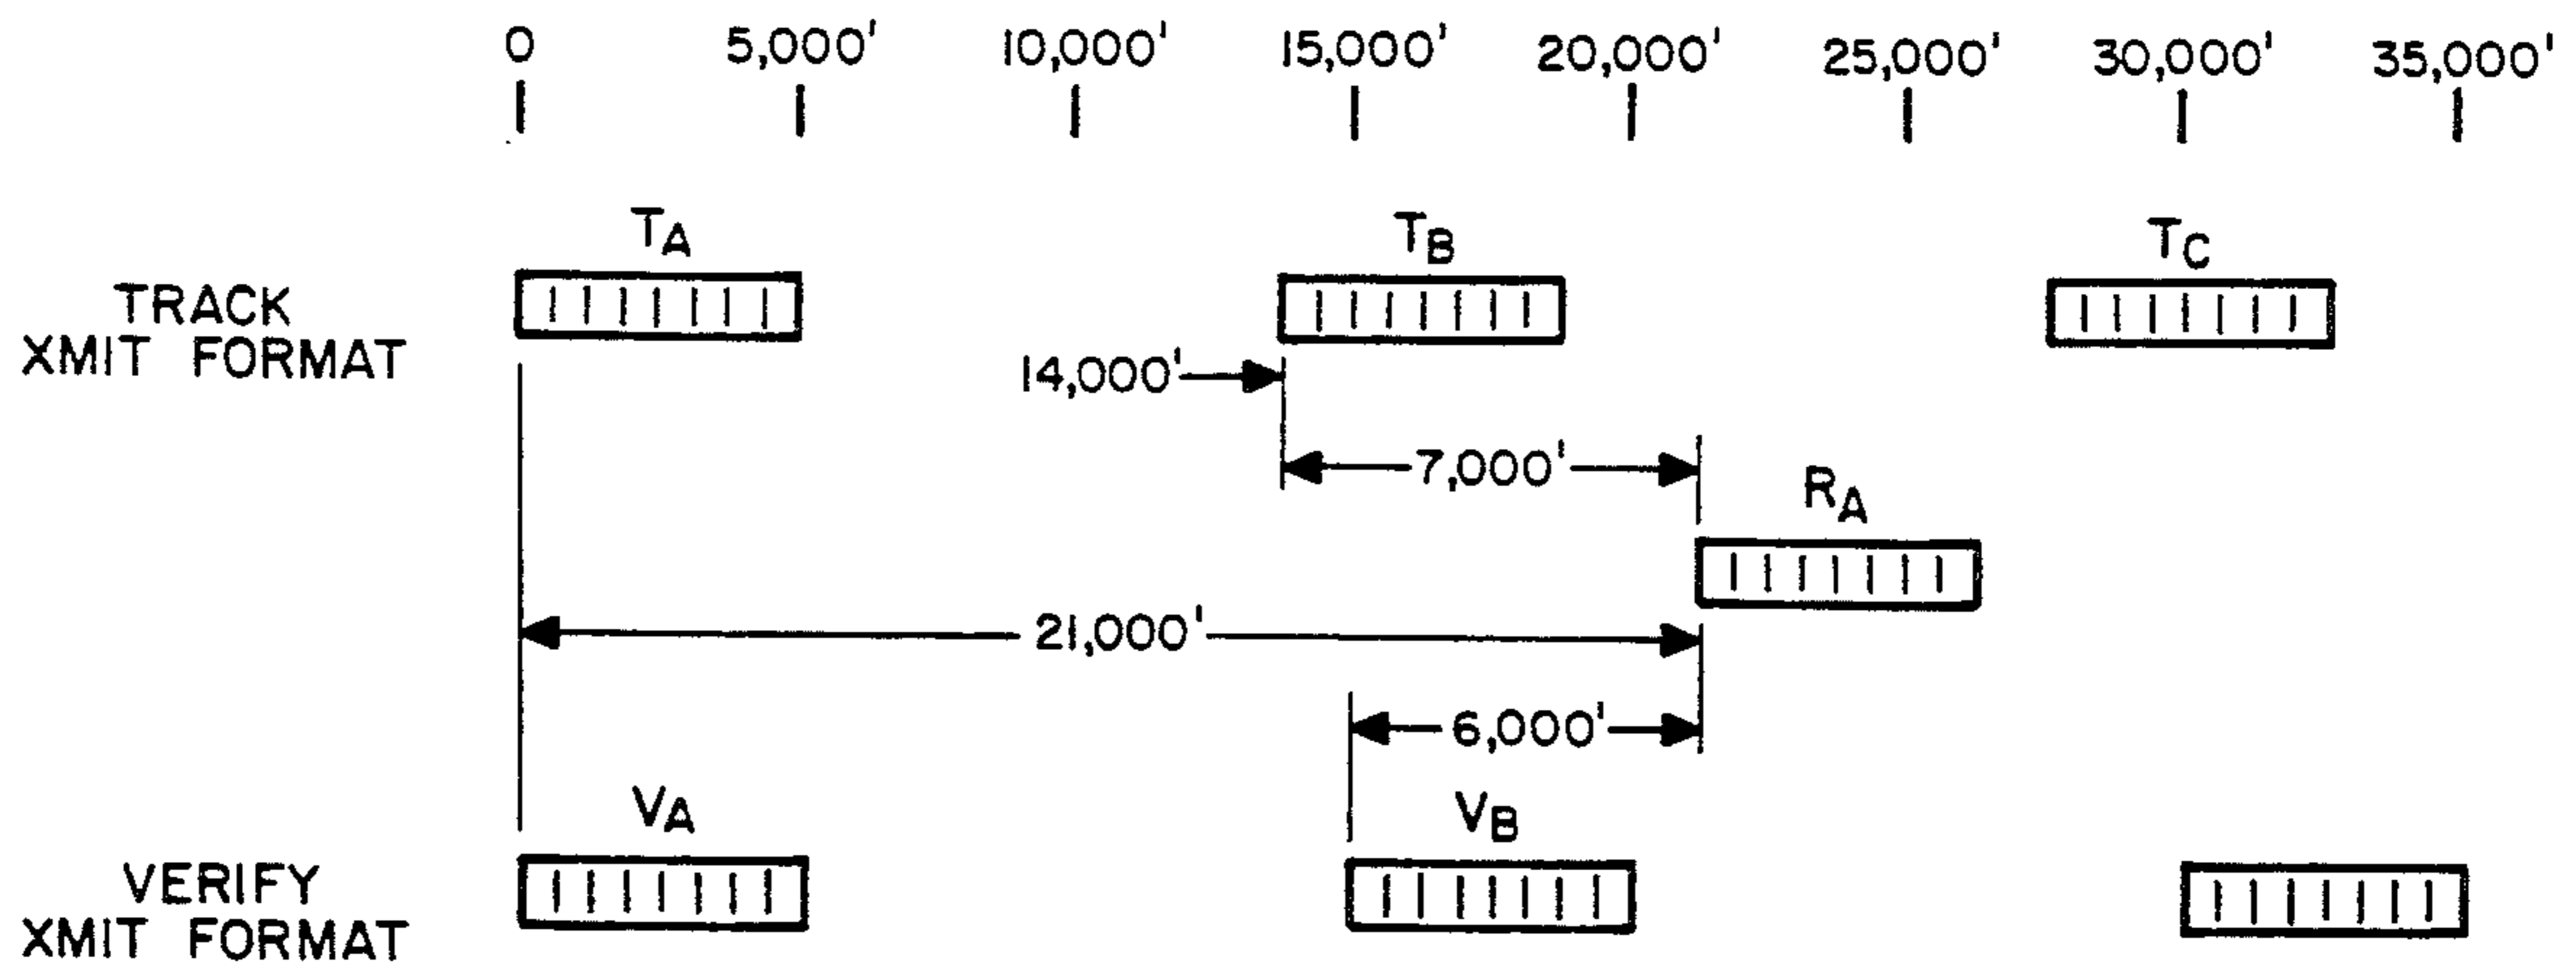 0 5,000' 10,000' 15,000' 20,000' 25,000' 30,000' 35,000'
TA TB TC
TRACK
XMIT FORMAT
14,000'
7,000'
RA
21,000'
6,000'
VA VB
VERIFY
XMIT FORMAT